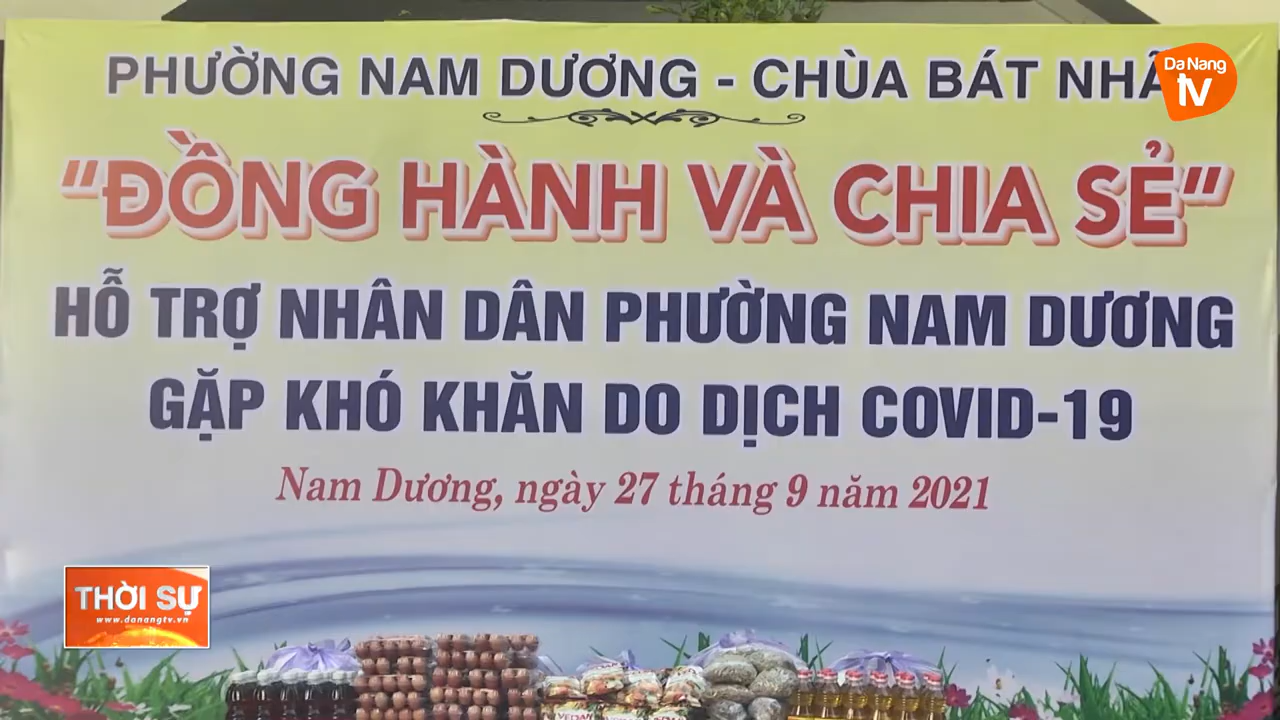 PHƯỜNG NAM DƯƠNG - CHÙA BÁT NHÃ
Da Nang
tv
“ĐỒNG HÀNH VÀ CHIA SẺ”
HỖ TRỢ NHÂN DÂN PHƯỜNG NAM DƯƠNG
GẶP KHÓ KHĂN DO DỊCH COVID-19
Nam Dương, ngày 27 tháng 9 năm 2021
THỜI SỰ
www.danangtv.vn
VEDAN